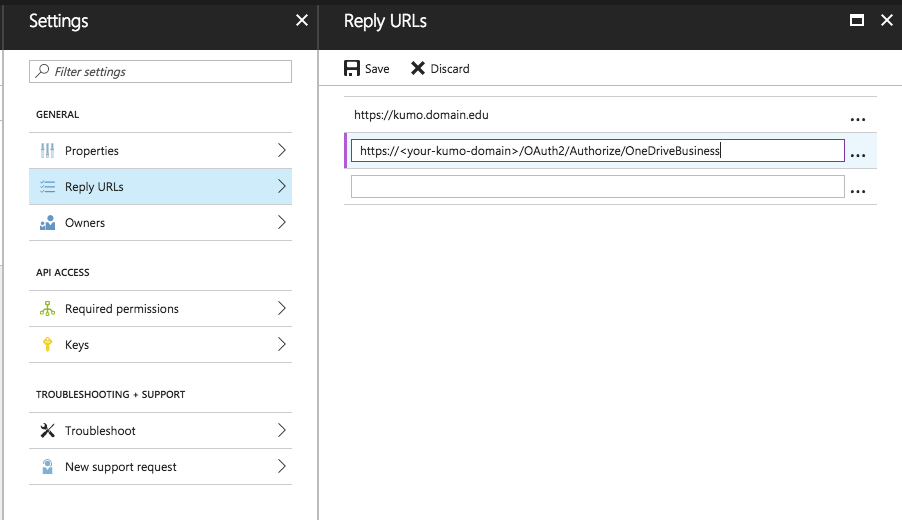 Settings
Filter settings
GENERAL
Properties
Reply URLs
Owners
API ACCESS
Required permissions
Keys
TROUBLESHOOTING + SUPPORT
Troubleshoot
New support request
Reply URLs
Save Discard
https://kumo.domain.edu
https://<your-kumo-domain>/OAuth2/Authorize/OneDriveBusiness